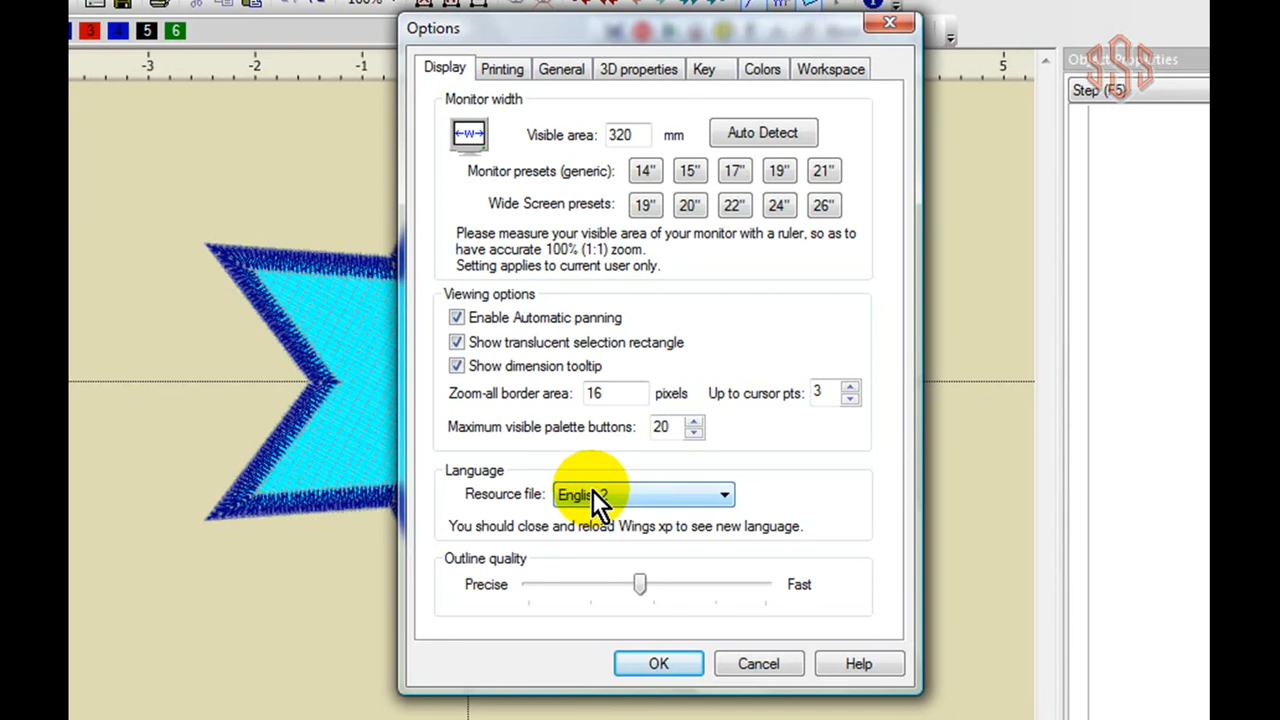 100%
Options
3 4 5 6
-3 -2 -1 5
Object Properties
Step (F5)
SSS
Display Printing General 3D properties Key Colors Workspace
Monitor width
W
Visible area: 320 mm Auto Detect
Monitor presets (generic): 14" 15" 17" 19" 21"
Wide Screen presets: 19" 20" 22" 24" 26"
Please measure your visible area of your monitor with a ruler, so as to
have accurate 100% (1:1) zoom.
Setting applies to current user only.
Viewing options
Enable Automatic panning
Show translucent selection rectangle
Show dimension tooltip
Zoom-all border area: 16 pixels Up to cursor pts: 3
Maximum visible palette buttons: 20
Language
Resource file: English2
You should close and reload Wings xp to see new language.
Outline quality
Precise Fast
OK Cancel Help